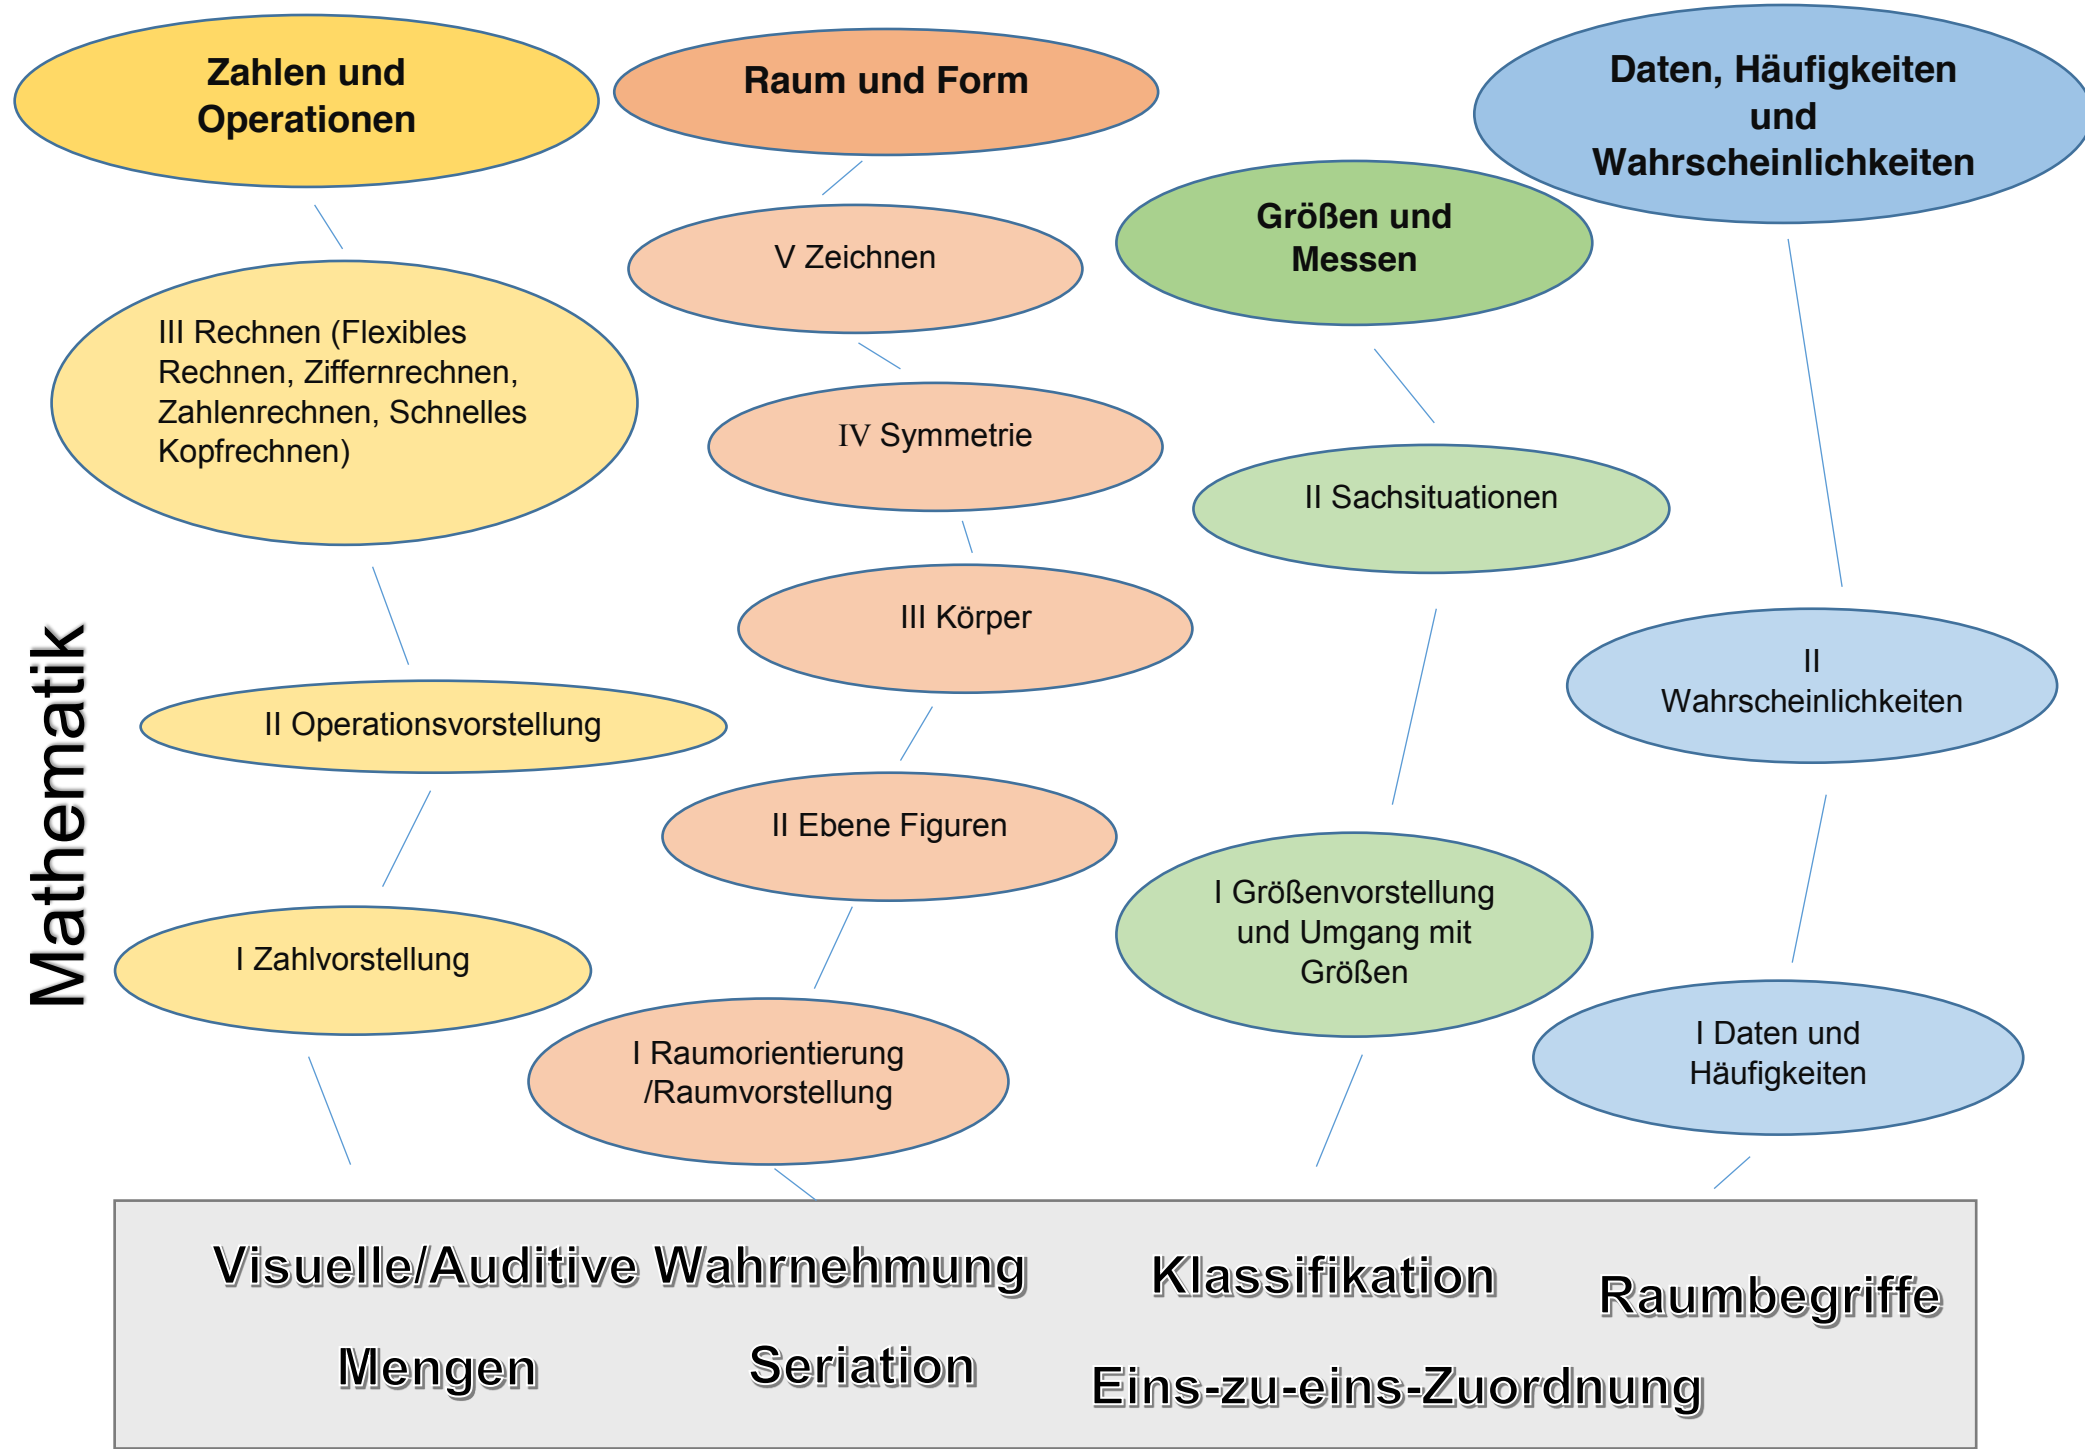 Zahlen und
Operationen
Raum und Form
Daten, Häufigkeiten
und
Wahrscheinlichkeiten
Größen und
Messen
V Zeichnen
III Rechnen (Flexibles
Rechnen, Ziffernrechnen,
Zahlenrechnen, Schnelles
Kopfrechnen)
IV Symmetrie
II Sachsituationen
III Körper
II
Wahrscheinlichkeiten
II Operationsvorstellung
II Ebene Figuren
I Größenvorstellung
und Umgang mit
Größen
I Zahlvorstellung
I Daten und
Häufigkeiten
I Raumorientierung
/Raumvorstellung
Mathematik
Visuelle/Auditive Wahrnehmung
Klassifikation
Raumbegriffe
Mengen
Seriation
Eins-zu-eins-Zuordnung